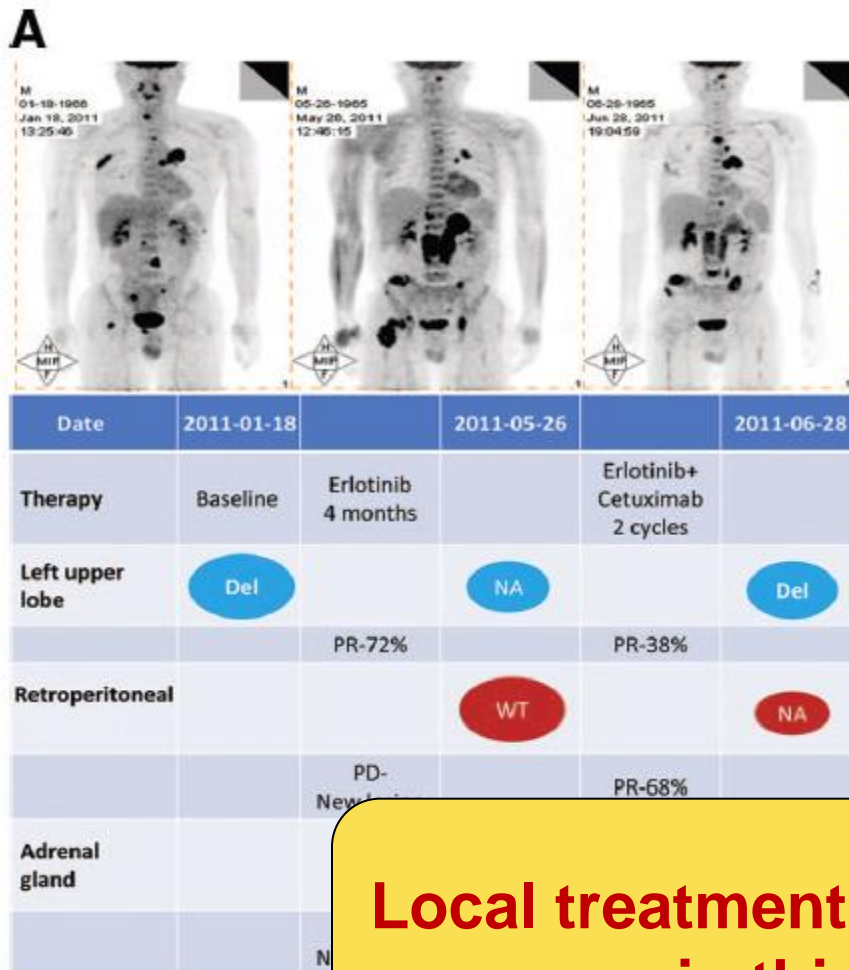 A
M
01-18-1966
Jan 18, 2011
13:25:46
M
05-26-1965
May 26, 2011
12:46:15
M
06-28-1965
Jun 28, 2011
19:04:59
H
MIP
F
H
MIP
F
H
MIP
F
Date 2011-01-18 2011-05-26 2011-06-28
Therapy Baseline Erlotinib 4 months Erlotinib+ Cetuximab 2 cycles
Left upper lobe Del NA Del
PR-72% PR-38%
Retroperitoneal WT NA
PD-
New PR-68%
Adrenal gland
N
Local treatment
in thi